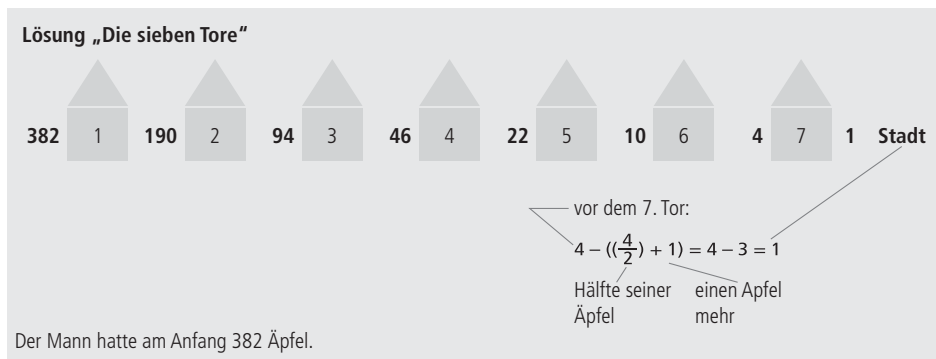 Lösung „Die sieben Tore“
382 1 190 2 94 3 46 4 22 5 10 6 4 7 1 Stadt
vor dem 7. Tor:
4 – ((4/2) + 1) = 4 – 3 = 1
Hälfte seiner einen Apfel
Äpfel mehr
Der Mann hatte am Anfang 382 Äpfel.